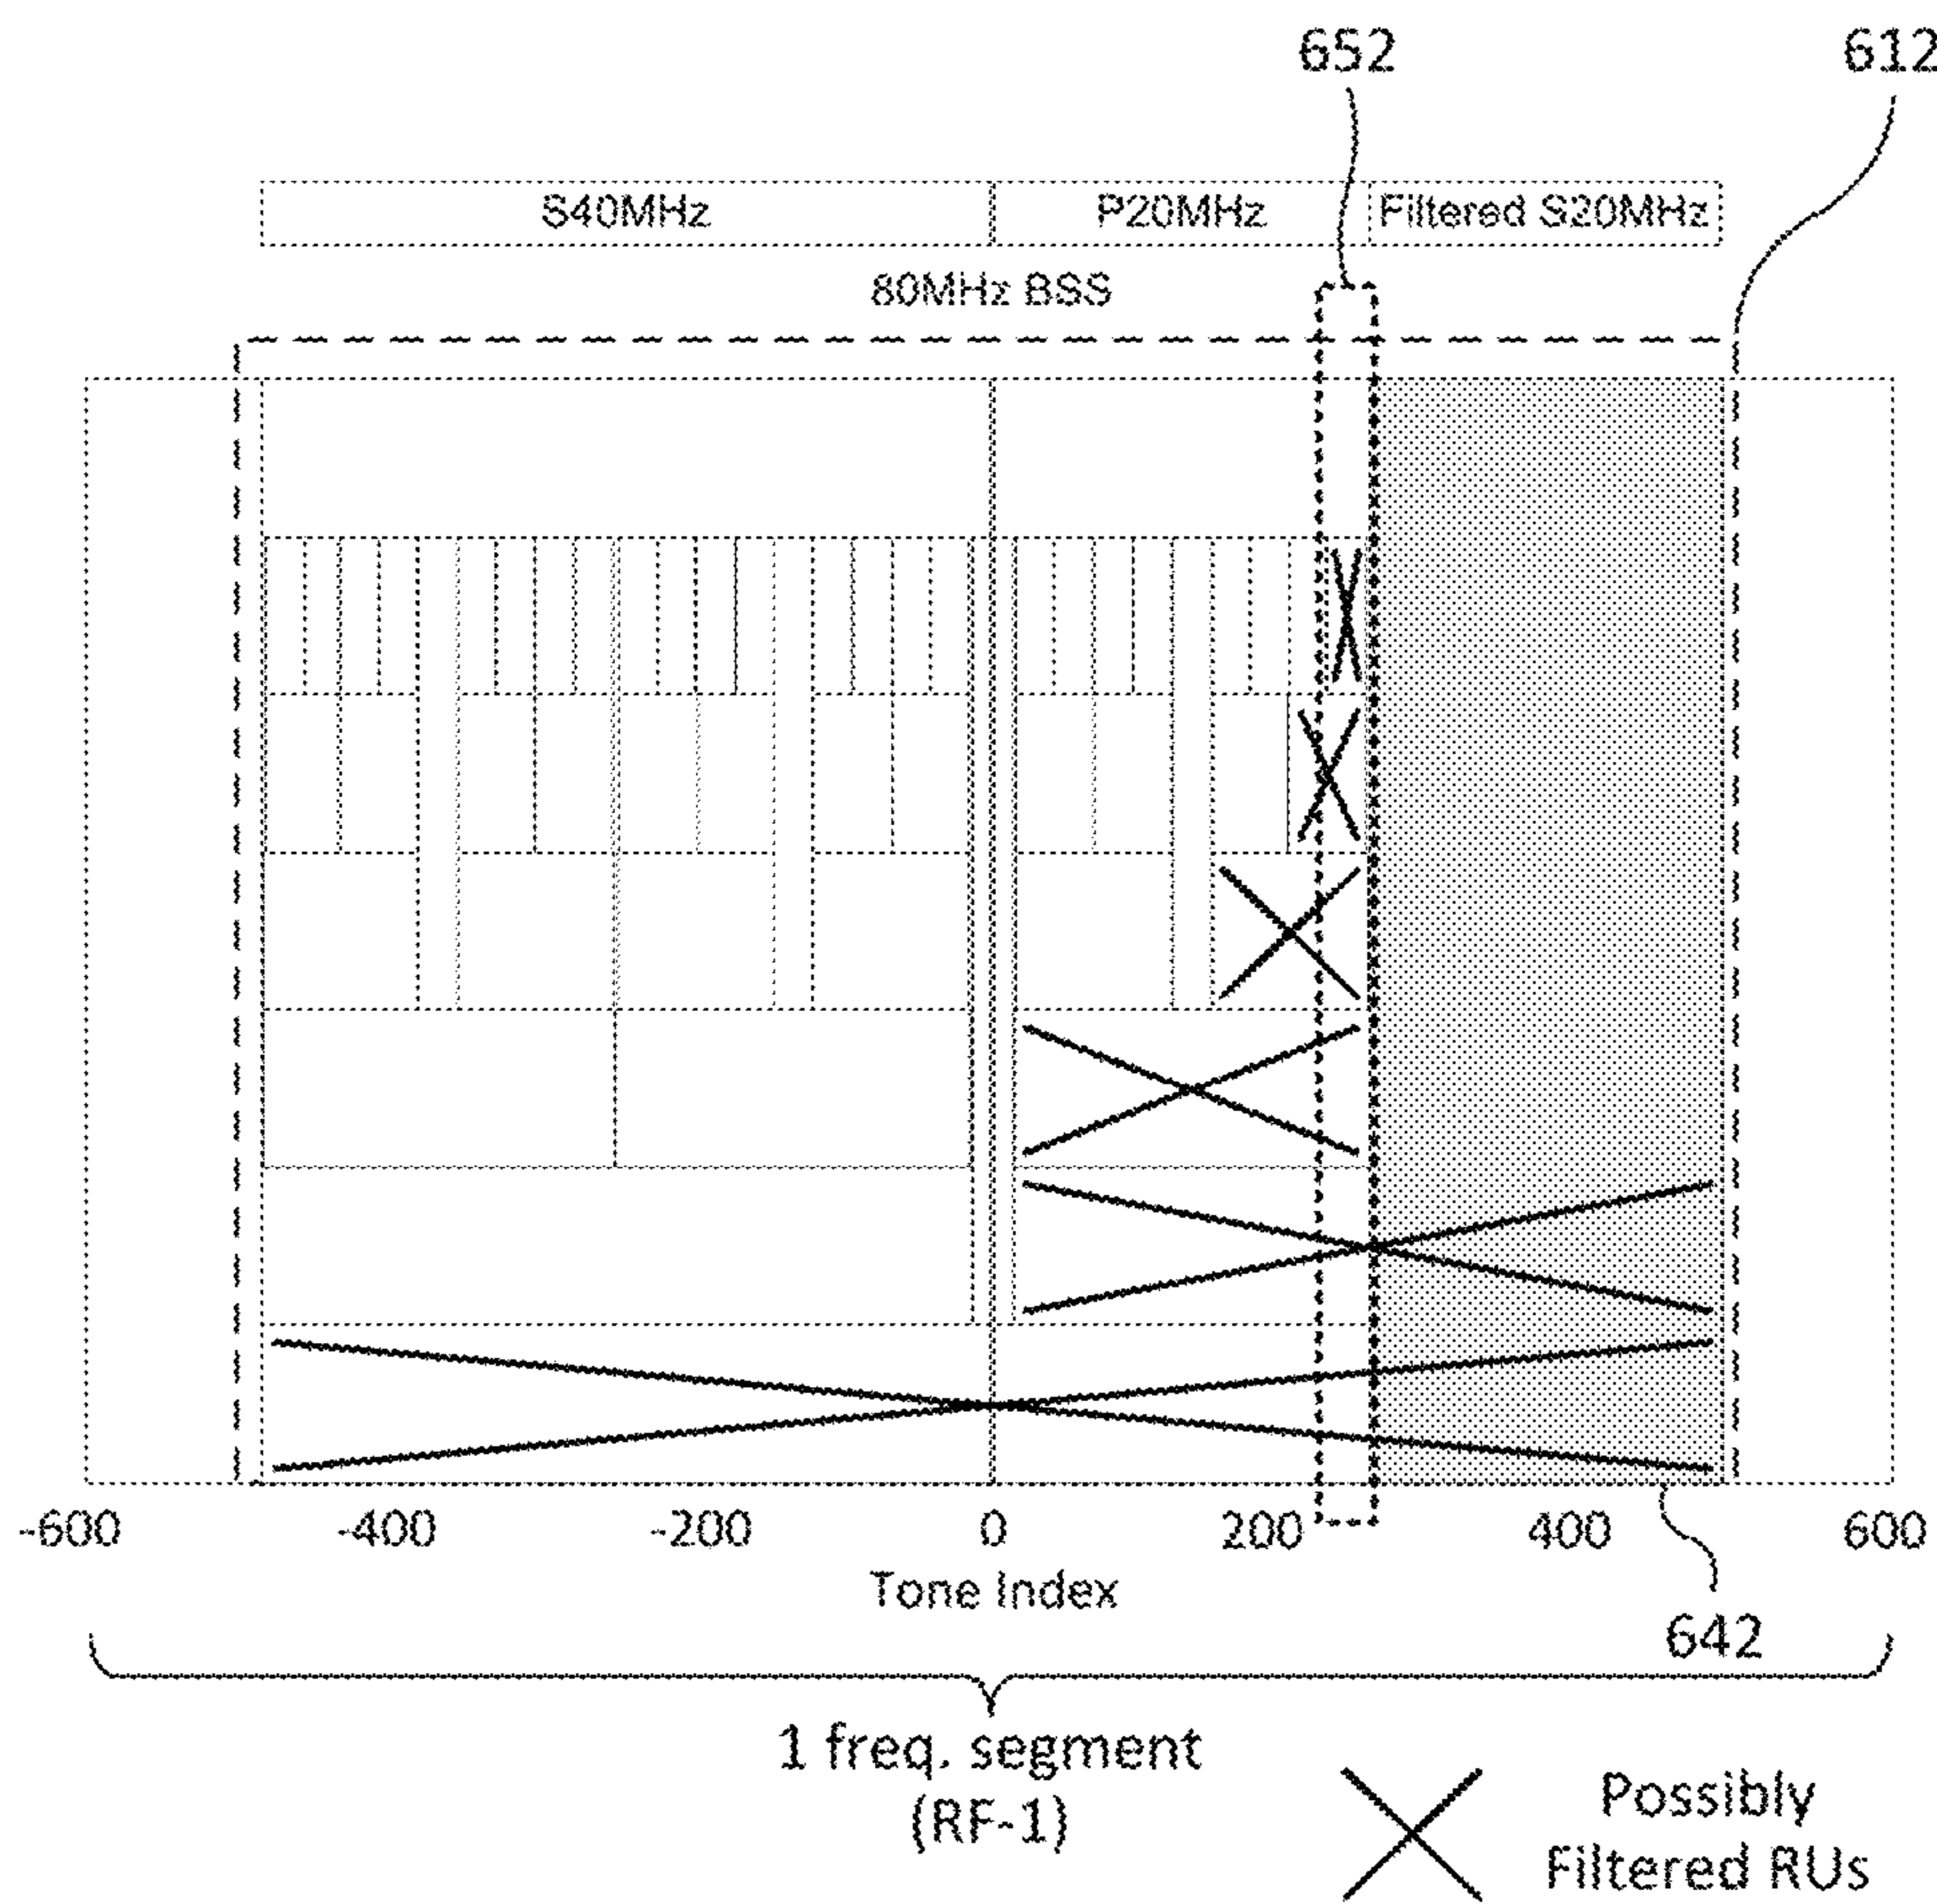 652 612
S40MHz P20MHz Filtered S20MHz
80MHz BSS
-600 -400 -200 0 200 400 600
Tone Index
642
1 freq. segment
(RF-1)
Possibly
Filtered RUs